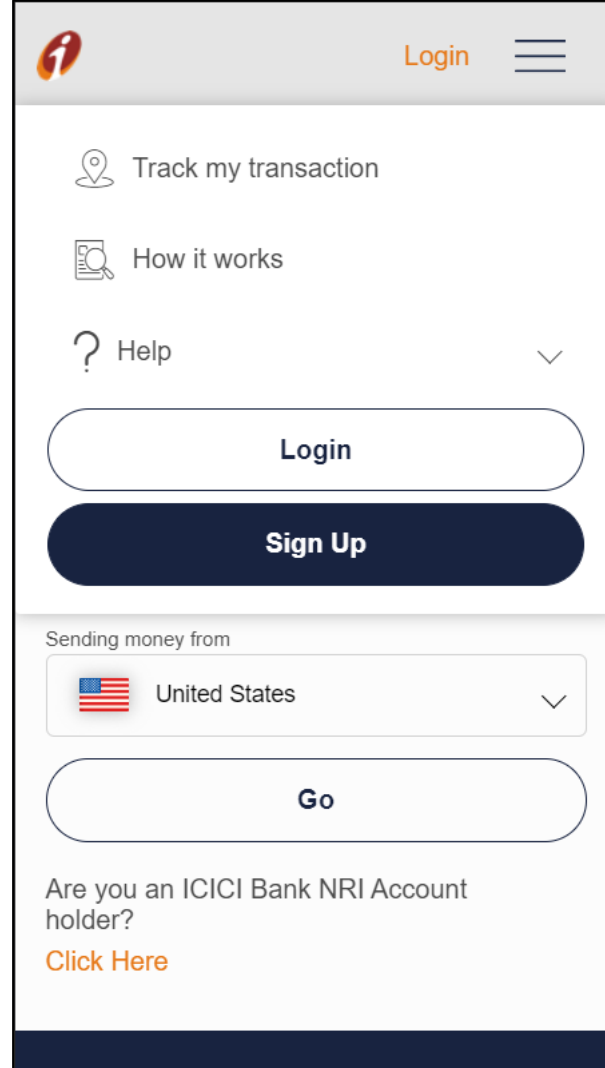 Login
Track my transaction
How it works
Help
Login
Sign Up
Sending money from
United States
Go
Are you an ICICI Bank NRI Account
holder?
Click Here